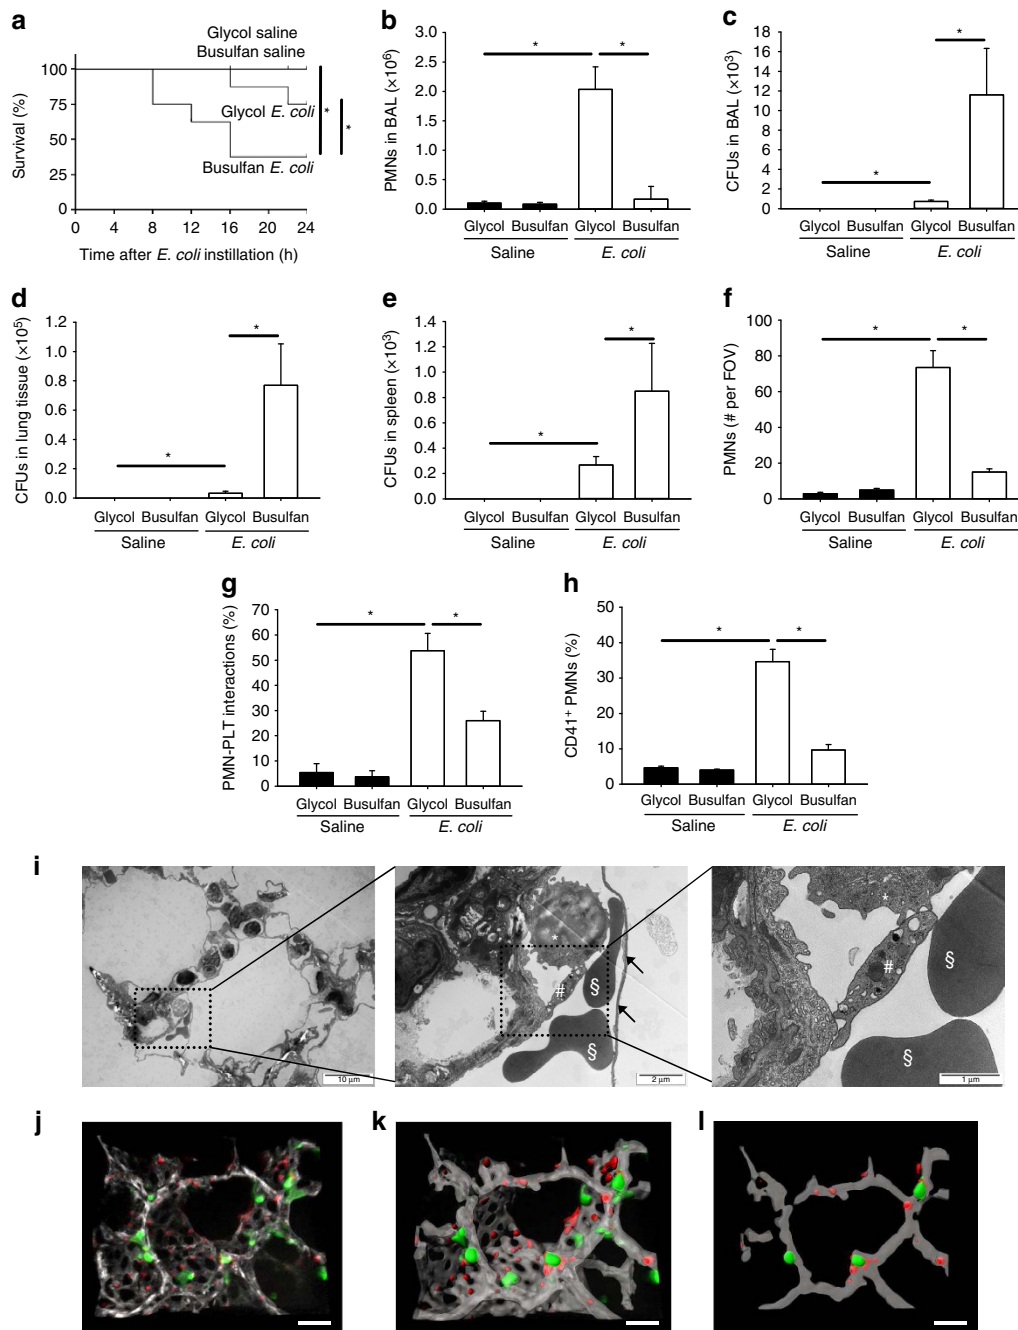 a
Glycol saline
Busulfan saline
Survival (%)
100
75
50
25
0
Glycol E. coli
*
*
Busulfan E. coli
0 4 8 12 16 20 24
Time after E. coli instillation (h)
b
PMNs in BAL (×10⁶)
3.0
2.5
2.0
1.5
1.0
0.5
0.0
* *
Glycol Busulfan Glycol Busulfan
Saline E. coli
c
CFUs in BAL (×10³)
18
16
14
12
10
8
6
4
2
0
*
*
Glycol Busulfan Glycol Busulfan
Saline E. coli
d
CFUs in lung tissue (×10⁵)
1.2
1.0
0.8
0.6
0.4
0.2
0.0
*
*
Glycol Busulfan Glycol Busulfan
Saline E. coli
e
CFUs in spleen (×10³)
1.4
1.2
1.0
0.8
0.6
0.4
0.2
0.0
*
*
Glycol Busulfan Glycol Busulfan
Saline E. coli
f
PMNs (# per FOV)
100
80
60
40
20
0
* *
Glycol Busulfan Glycol Busulfan
Saline E. coli
g
PMN-PLT interactions (%)
70
60
50
40
30
20
10
0
* *
Glycol Busulfan Glycol Busulfan
Saline E. coli
h
CD41⁺ PMNs (%)
50
40
30
20
10
0
* *
Glycol Busulfan Glycol Busulfan
Saline E. coli
i
10 µm
*
# §
§
2 µm
*
# §
§
1 µm
j
k
l